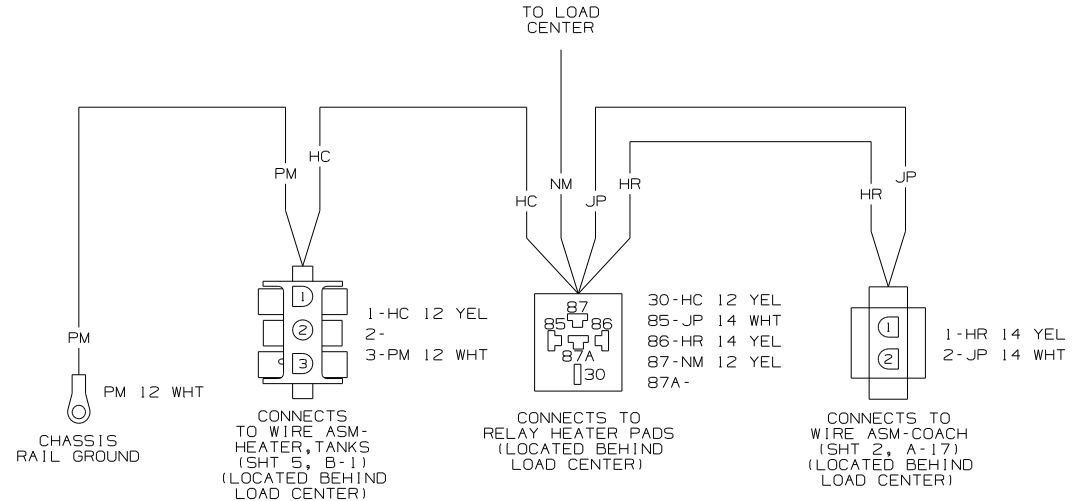 TO LOAD
CENTER
PM
HC
HC
NM
JP
HR
HR
JP
PM
PM 12 WHT
CHASSIS
RAIL GROUND
1
2
3
1-HC 12 YEL
2-
3-PM 12 WHT
CONNECTS
TO WIRE ASM-
HEATER,TANKS
(SHT 5, B-1)
(LOCATED BEHIND
LOAD CENTER)
87
85
86
87A
30
30-HC 12 YEL
85-JP 14 WHT
86-HR 14 YEL
87-NM 12 YEL
87A-
CONNECTS TO
RELAY HEATER PADS
(LOCATED BEHIND
LOAD CENTER)
1
2
1-HR 14 YEL
2-JP 14 WHT
CONNECTS TO
WIRE ASM-COACH
(SHT 2, A-17)
(LOCATED BEHIND
LOAD CENTER)